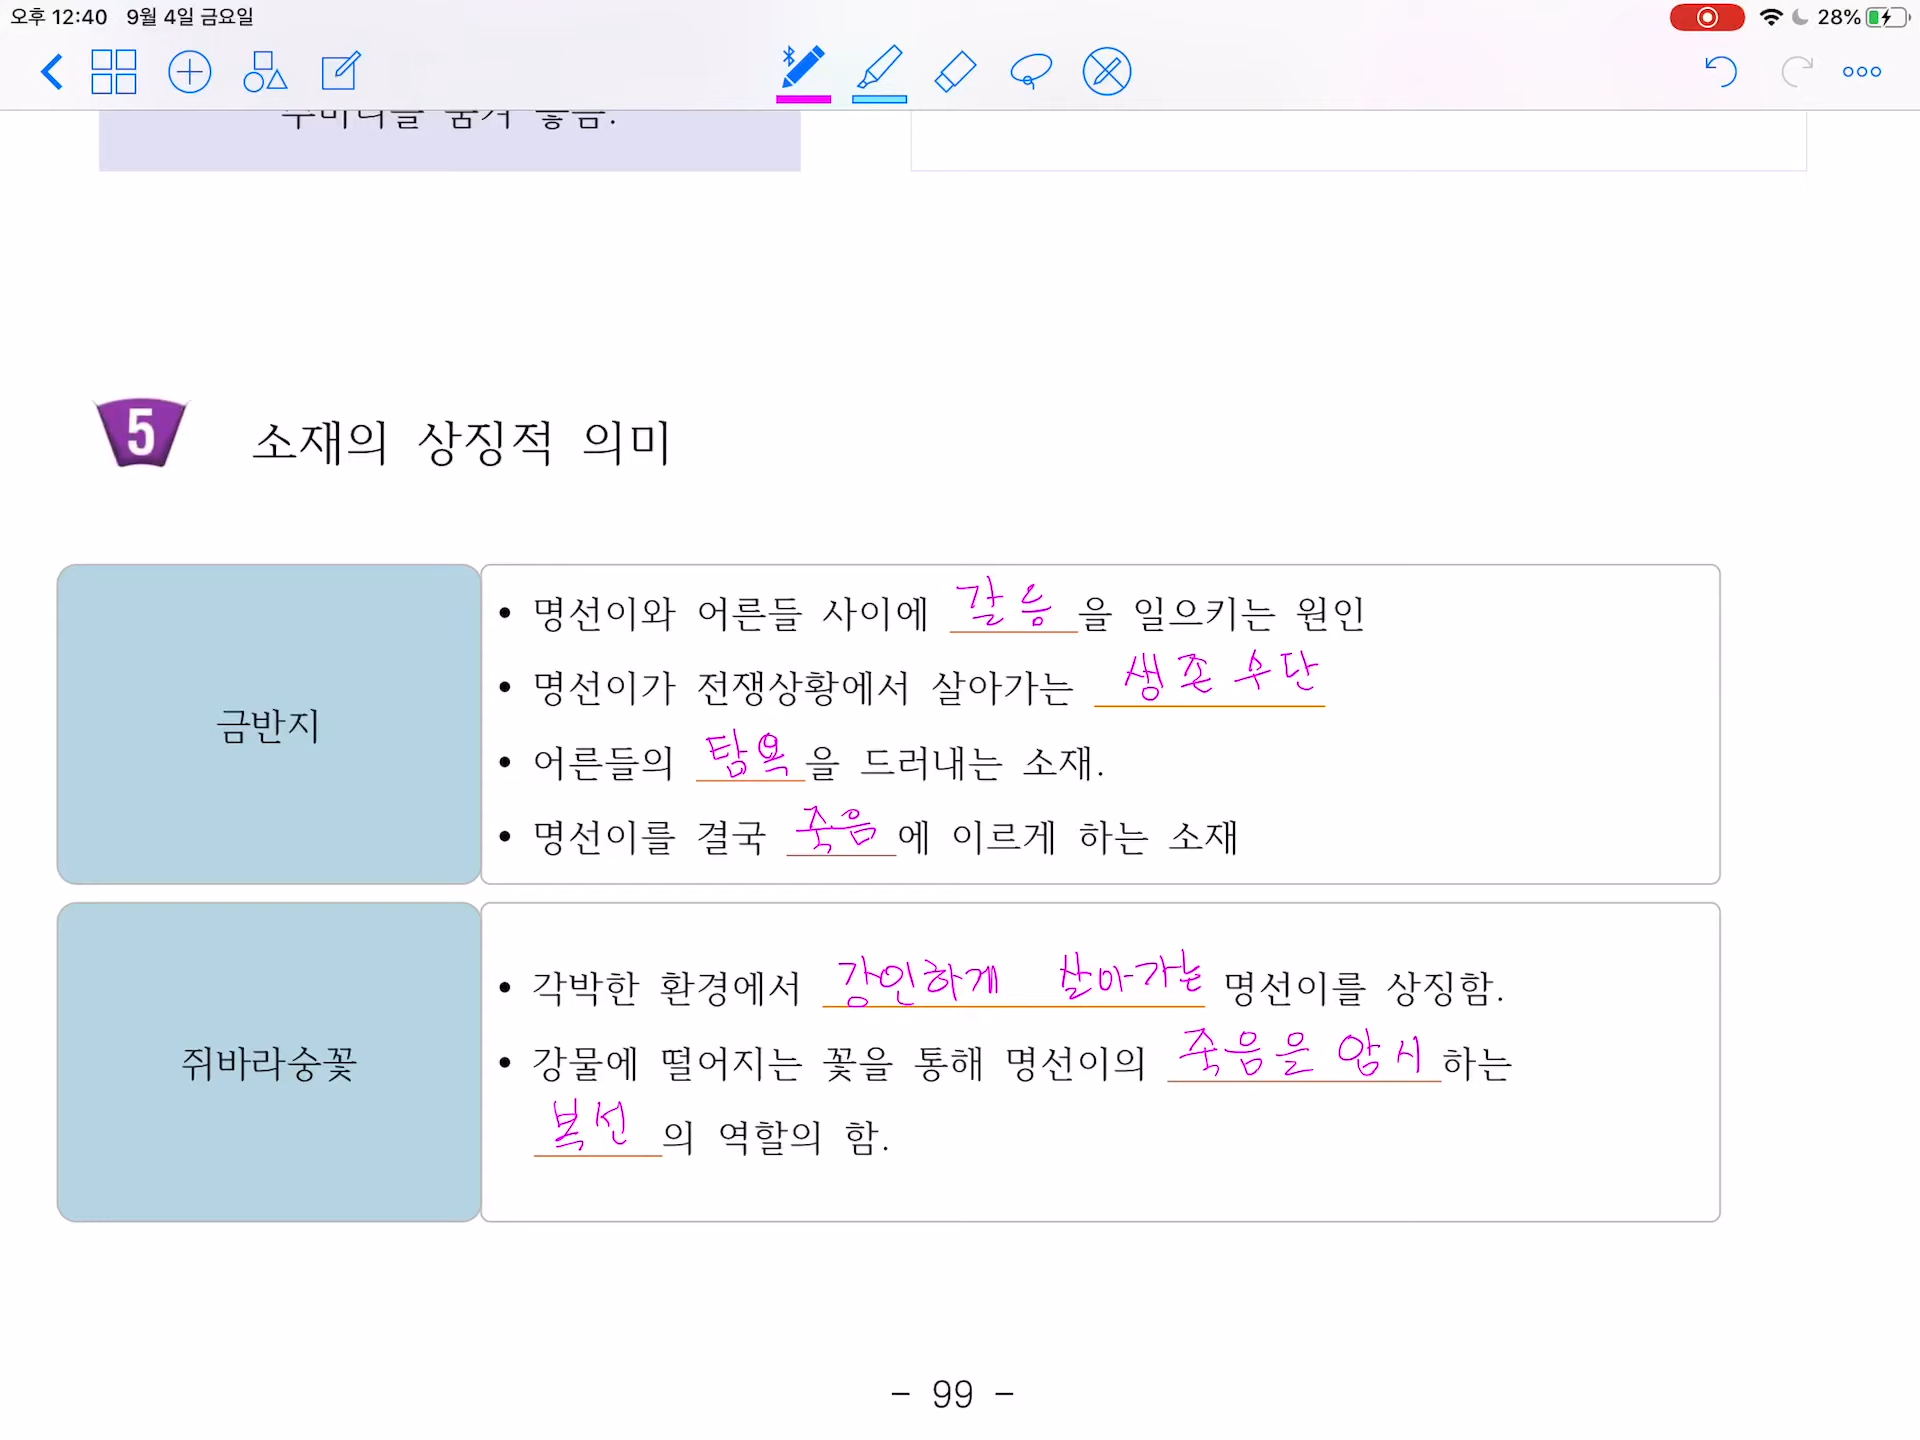 오후 12:40 9월 4일 금요일
28%
5 소재의 상징적 의미
금반지
• 명선이와 어른들 사이에 갈등을 일으키는 원인
• 명선이가 전쟁상황에서 살아가는 생존 수단
• 어른들의 탐욕을 드러내는 소재.
• 명선이를 결국 죽음에 이르게 하는 소재
쥐바라숭꽃
• 각박한 환경에서 강인하게 살아가는 명선이를 상징함.
• 강물에 떨어지는 꽃을 통해 명선이의 죽음을 암시하는
복선의 역할의 함.
- 99 -